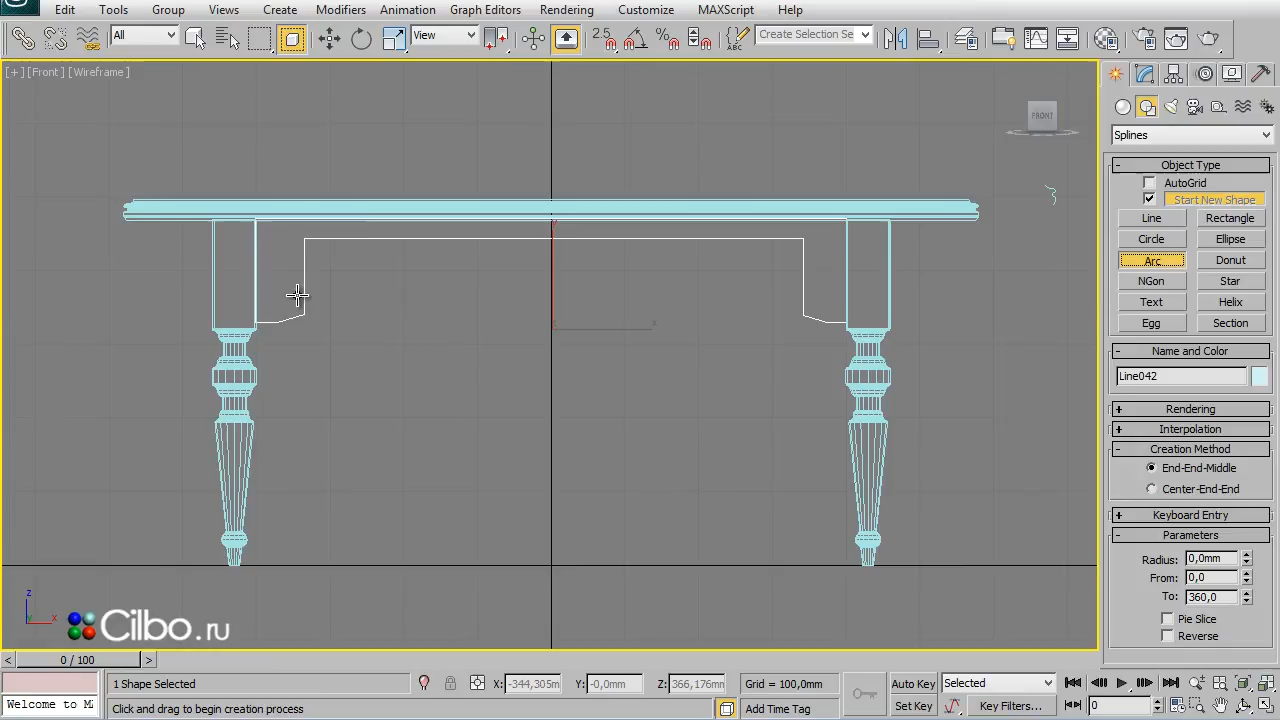 Edit Tools Group Views Create Modifiers Animation Graph Editors Rendering Customize MAXScript Help
All View 2.5 Create Selection Se
[ + ] [ Front ] [ Wireframe ]
FRONT
Splines
- Object Type
AutoGrid
Start New Shape
Line Rectangle
Circle Ellipse
Arc Donut
NGon Star
Text Helix
Egg Section
- Name and Color
Line042
+ Rendering
+ Interpolation
- Creation Method
End-End-Middle
Center-End-End
+ Keyboard Entry
- Parameters
Radius: 0,0mm
From: 0,0
To: 360,0
Pie Slice
Reverse
z
y x
Cilbo.ru
< 0 / 100 >
1 Shape Selected X: -344,305m Y: -0,0mm Z: 366,176mm Grid = 100,0mm Auto Key Selected
Welcome to M Click and drag to begin creation process Add Time Tag Set Key Key Filters... 0